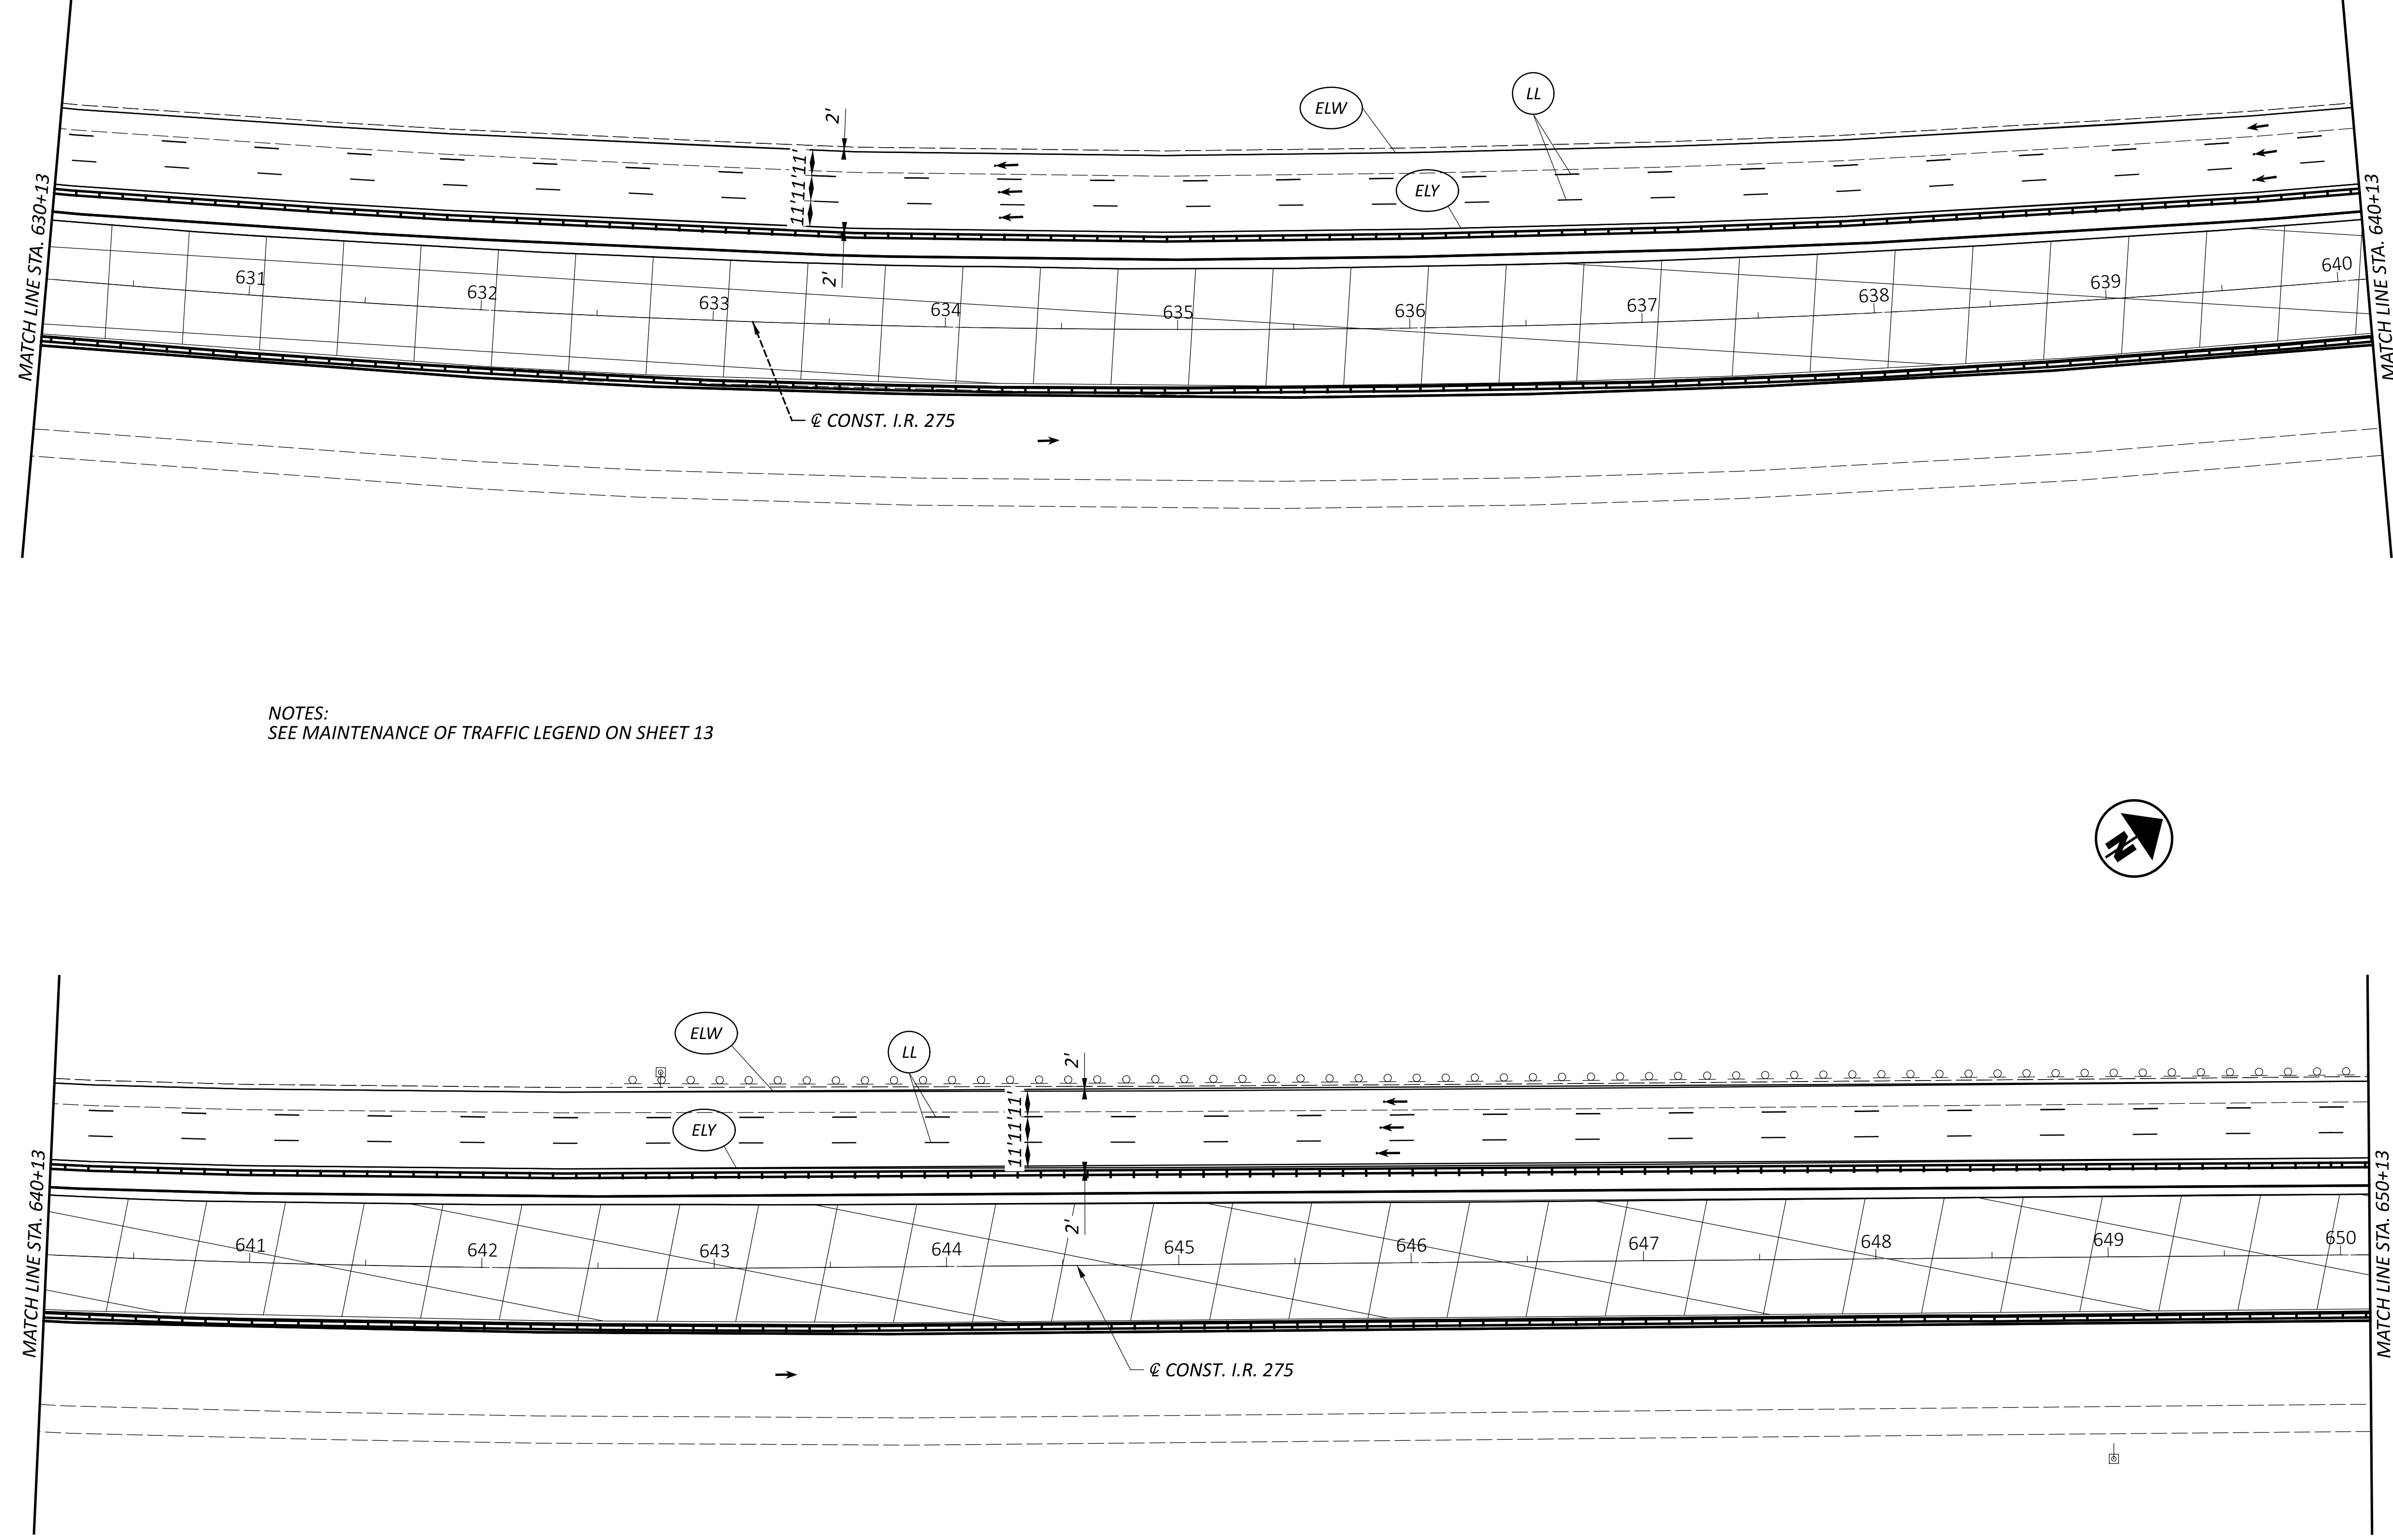 ELW
LL
2'
11'
11'
11'
ELY
2'
MATCH LINE STA. 630+13
MATCH LINE STA. 640+13
631
632
633
634
635
636
637
638
639
640
℄ CONST. I.R. 275
NOTES:
SEE MAINTENANCE OF TRAFFIC LEGEND ON SHEET 13
N
ELW
LL
2'
11'
11'
11'
ELY
2'
MATCH LINE STA. 640+13
MATCH LINE STA. 650+13
641
642
643
644
645
646
647
648
649
650
℄ CONST. I.R. 275